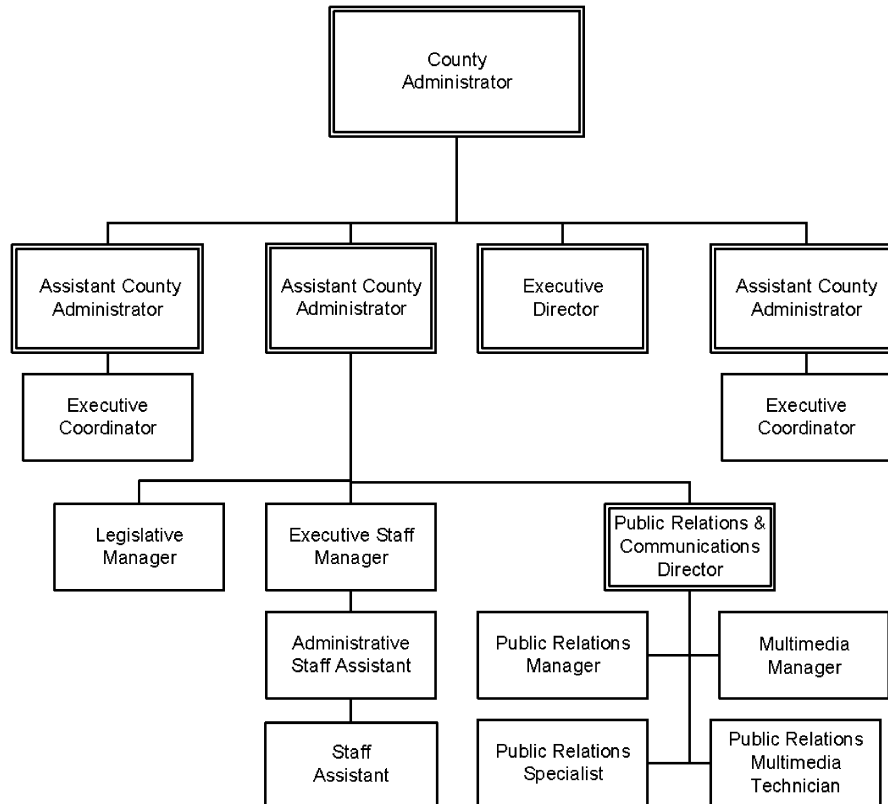 County
Administrator
Assistant County
Administrator
Assistant County
Administrator
Executive
Director
Assistant County
Administrator
Executive
Coordinator
Executive
Coordinator
Legislative
Manager
Executive Staff
Manager
Public Relations &
Communications
Director
Administrative
Staff Assistant
Public Relations
Manager
Multimedia
Manager
Staff
Assistant
Public Relations
Specialist
Public Relations
Multimedia
Technician